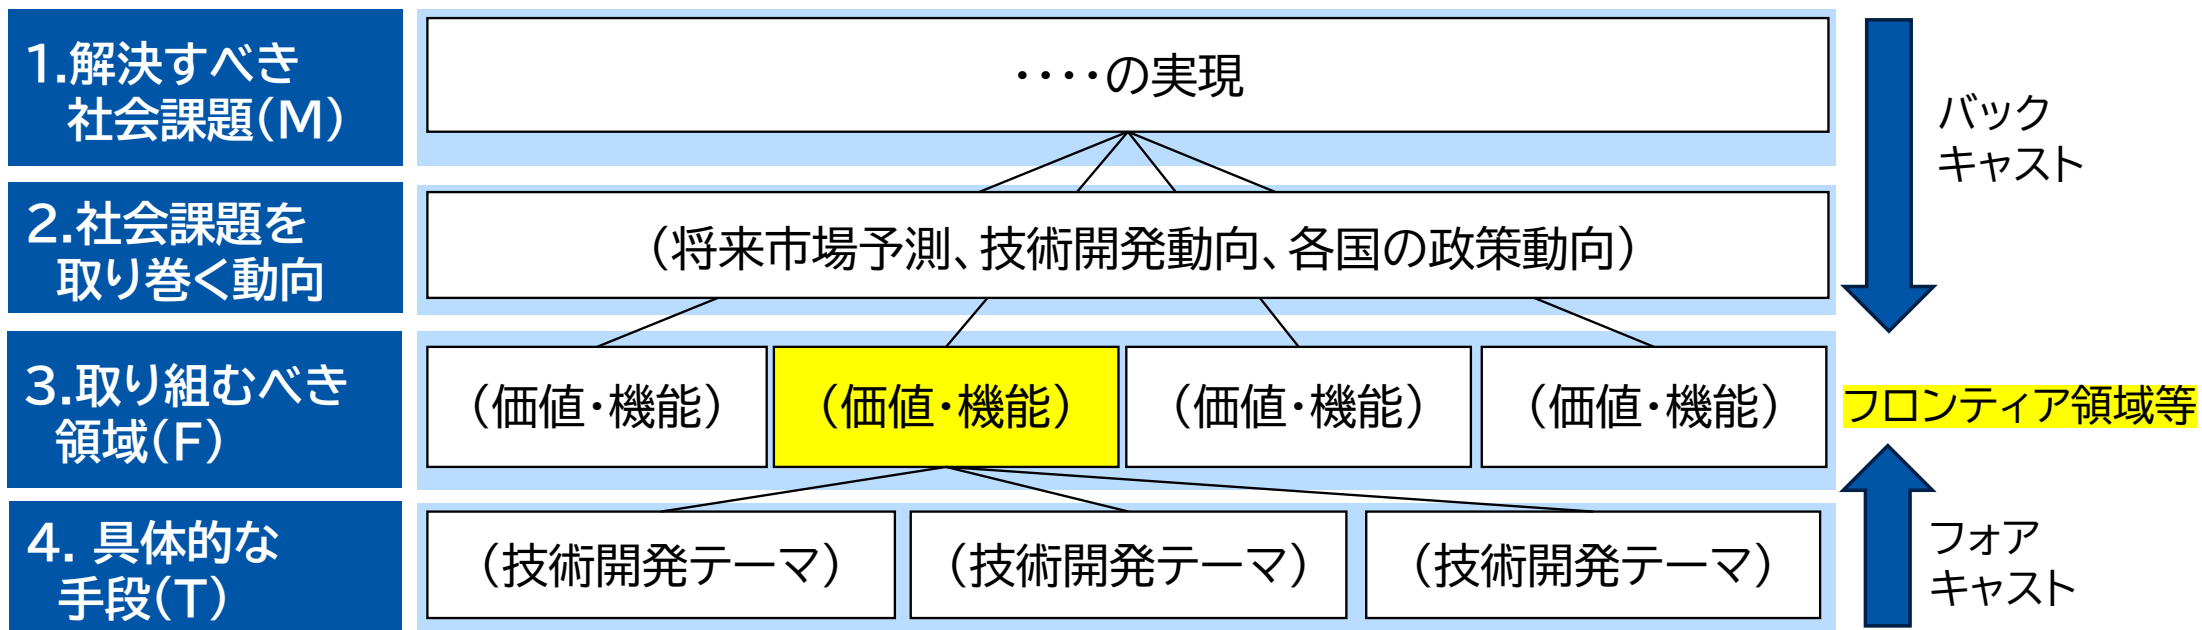 1.解決すべき
社会課題(M)
・・・・の実現
バック
キャスト
2.社会課題を
取り巻く動向
(将来市場予測、技術開発動向、各国の政策動向)
3.取り組むべき
領域(F)
(価値・機能)
(価値・機能)
(価値・機能)
(価値・機能)
フロンティア領域等
4. 具体的な
手段(T)
(技術開発テーマ)
(技術開発テーマ)
(技術開発テーマ)
フォア
キャスト